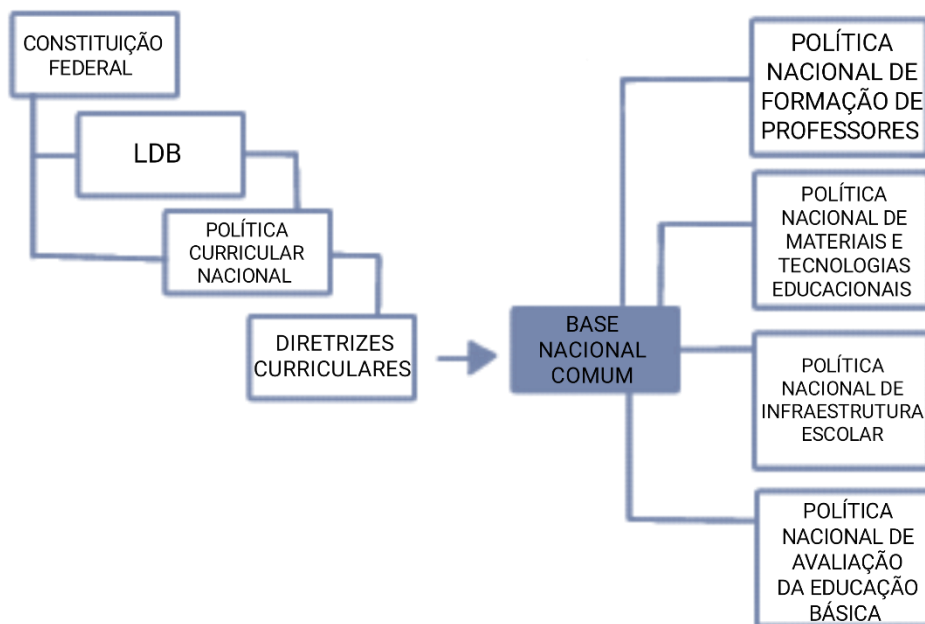 CONSTITUIÇÃO
FEDERAL
LDB
POLÍTICA
CURRICULAR
NACIONAL
DIRETRIZES
CURRICULARES
BASE
NACIONAL
COMUM
POLÍTICA
NACIONAL DE
FORMAÇÃO DE
PROFESSORES
POLÍTICA
NACIONAL DE
MATERIAIS E
TECNOLOGIAS
EDUCACIONAIS
POLÍTICA
NACIONAL DE
INFRAESTRUTURA
ESCOLAR
POLÍTICA
NACIONAL DE
AVALIAÇÃO
DA EDUCAÇÃO
BÁSICA